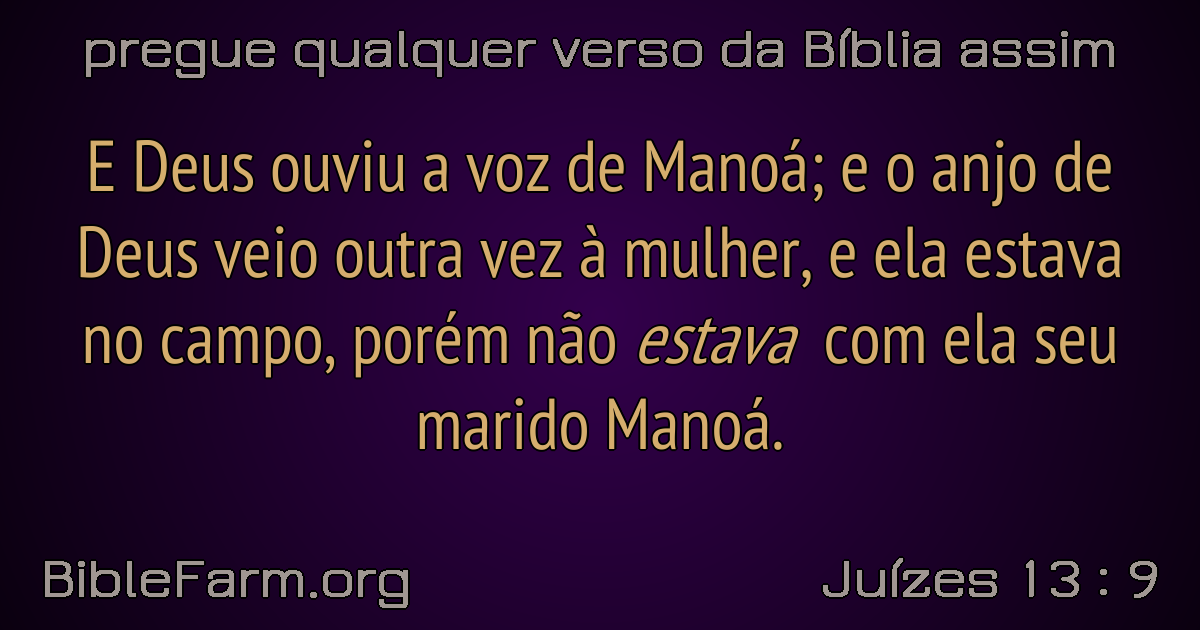 pregue qualquer verso da Bíblia assim
E Deus ouviu a voz de Manoá; e o anjo de
Deus veio outra vez à mulher, e ela estava
no campo, porém não estava com ela seu
marido Manoá.
BibleFarm.org
Juízes 13 : 9